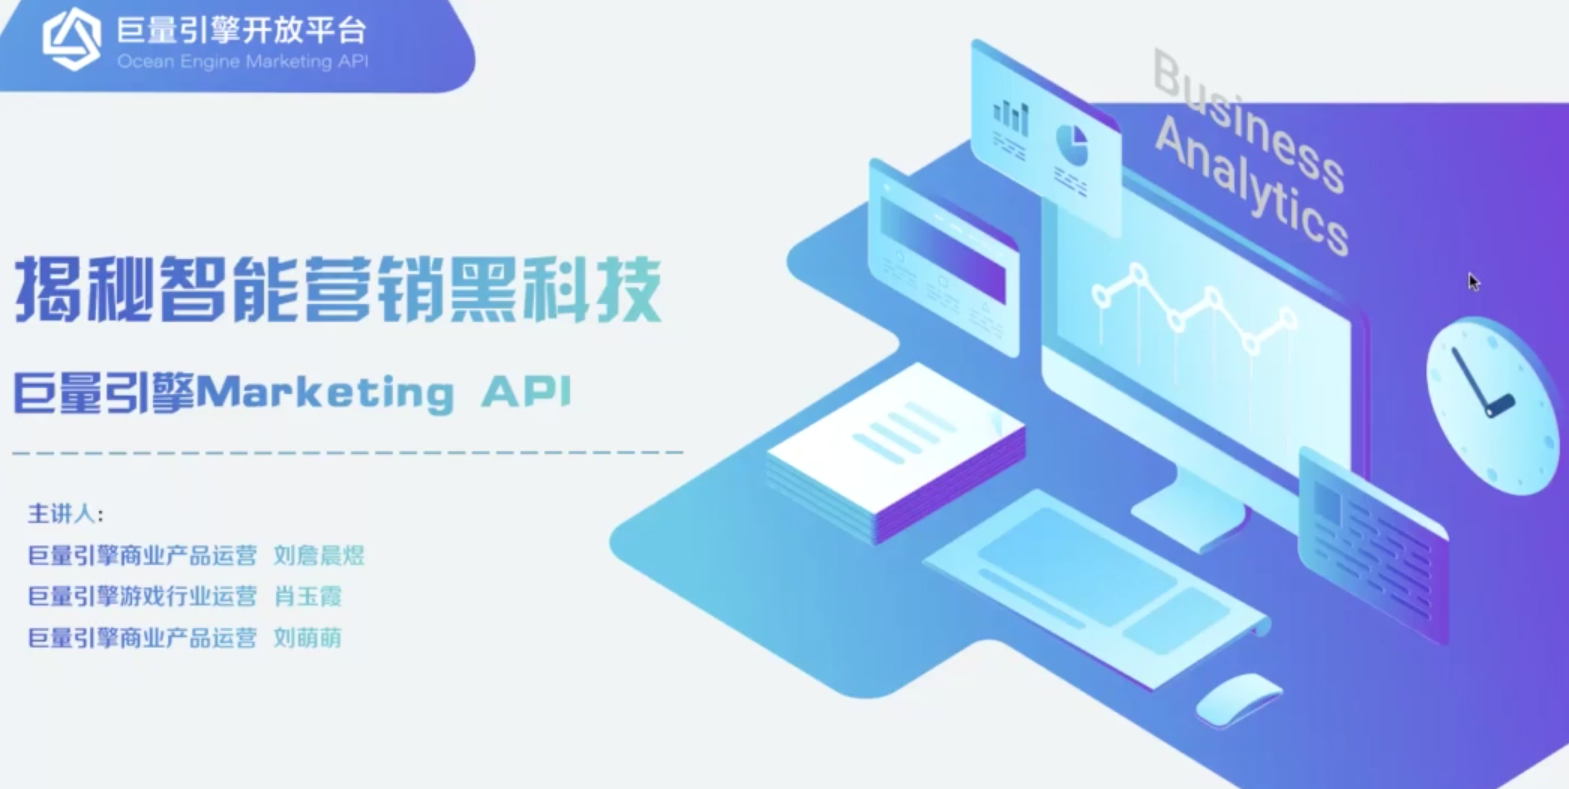 巨量引擎开放平台
Ocean Engine Marketing API
Business
Analytics
揭秘智能营销黑科技
巨量引擎Marketing API
主讲人：
巨量引擎商业产品运营 刘詹晨煜
巨量引擎游戏行业运营 肖玉霞
巨量引擎商业产品运营 刘萌萌